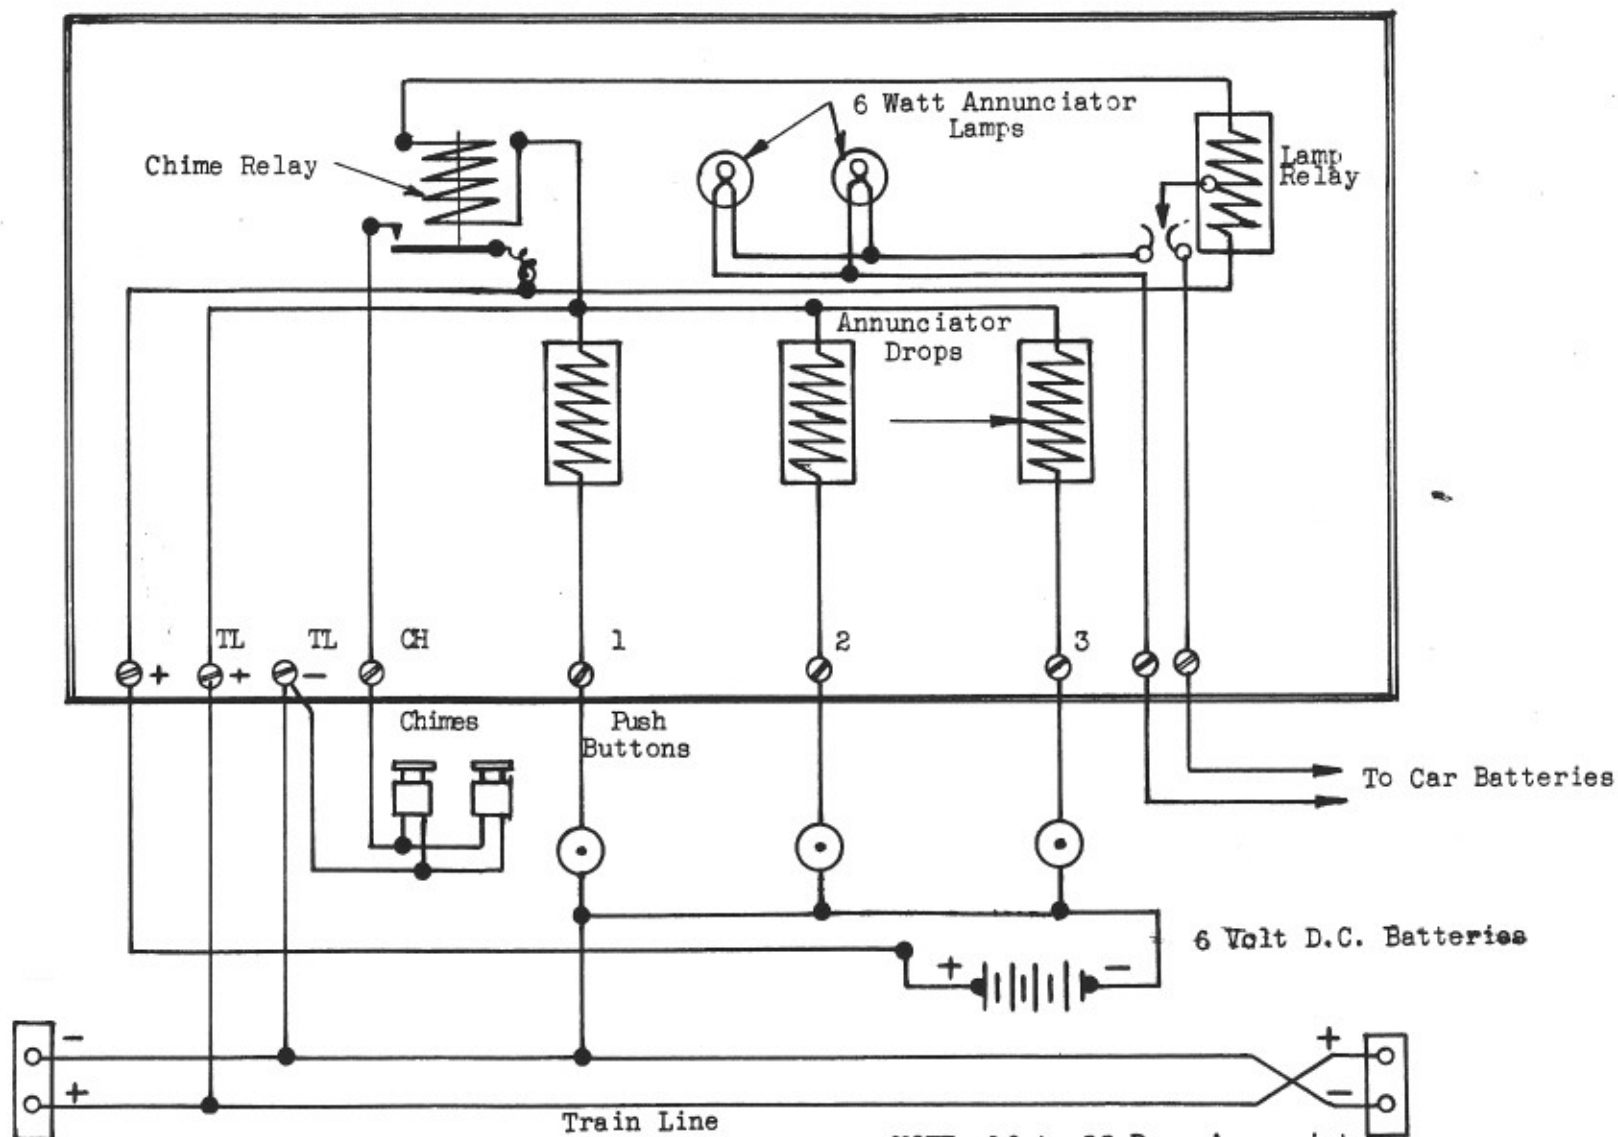 6 Watt Annunciator
Lamps
Chime Relay
Lamp
Relay
Annunciator
Drops
TL
TL
CH
1
2
3
+
+
-
Chimes
Push
Buttons
To Car Batteries
6 Volt D.C. Batteries
+
-
-
+
+
-
Train Line